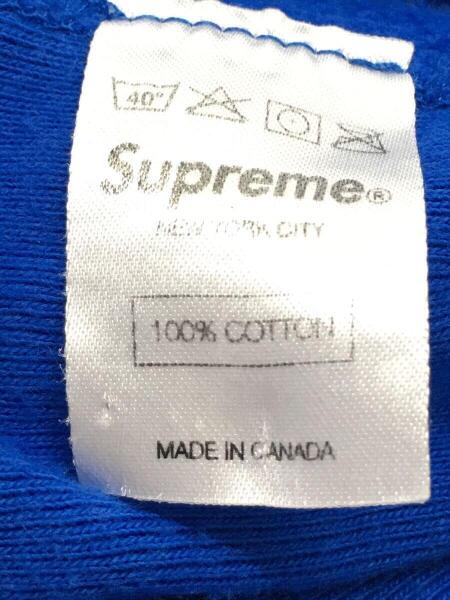 40°
Supreme®
NEW YORK CITY
100% COTTON
MADE IN CANADA